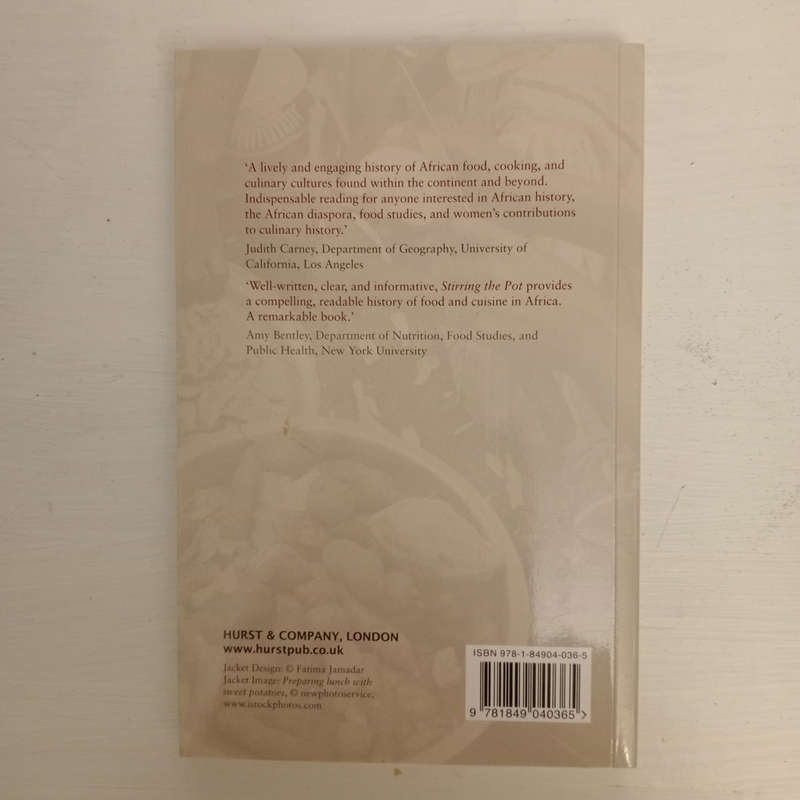 ‘A lively and engaging history of African food, cooking, and
culinary cultures found within the continent and beyond.
Indispensable reading for anyone interested in African history,
the African diaspora, food studies, and women’s contributions
to culinary history.’
Judith Carney, Department of Geography, University of
California, Los Angeles
‘Well-written, clear, and informative, Stirring the Pot provides
a compelling, readable history of food and cuisine in Africa.
A remarkable book.’
Amy Bentley, Department of Nutrition, Food Studies, and
Public Health, New York University
HURST & COMPANY, LONDON
www.hurstpub.co.uk
Jacket Design: © Fatima Jamadar
Jacket Image: Preparing lunch with
sweet potatoes, © newphotoservice,
www.istockphotos.com
ISBN 978-1-84904-036-5
9 781849 040365 >